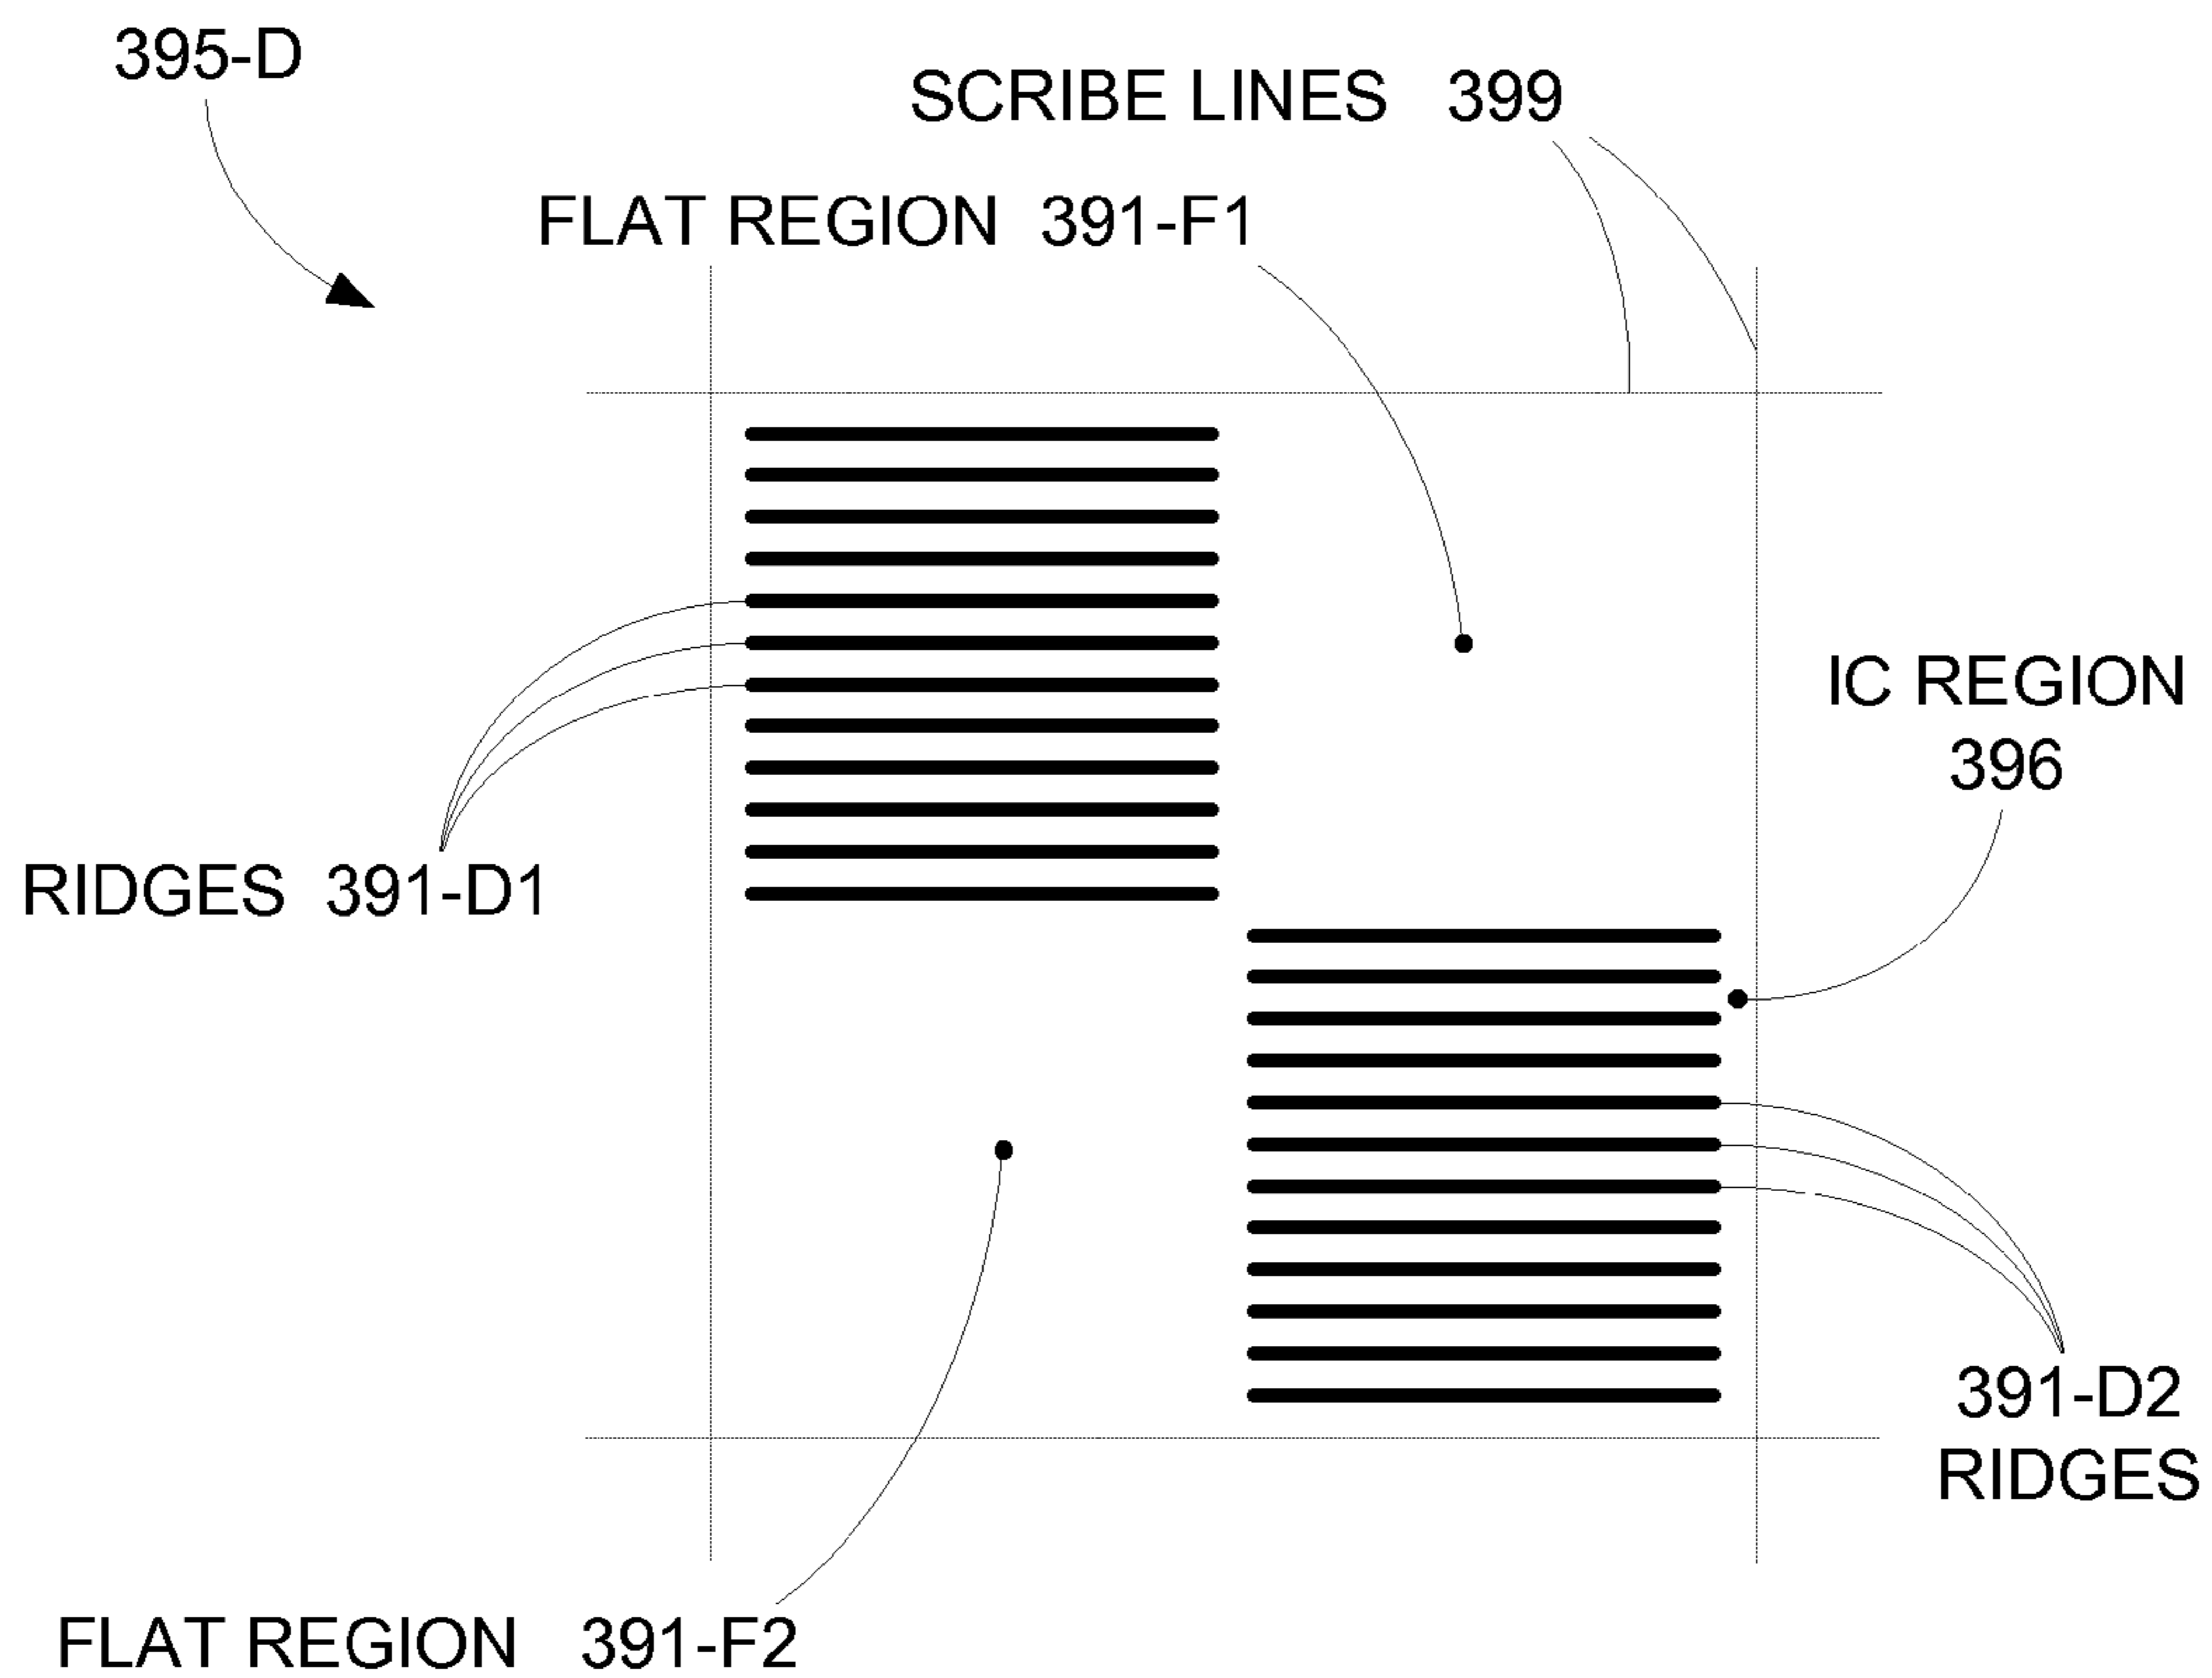 395-D
SCRIBE LINES 399
FLAT REGION 391-F1
IC REGION
396
RIDGES 391-D1
391-D2
RIDGES
FLAT REGION 391-F2